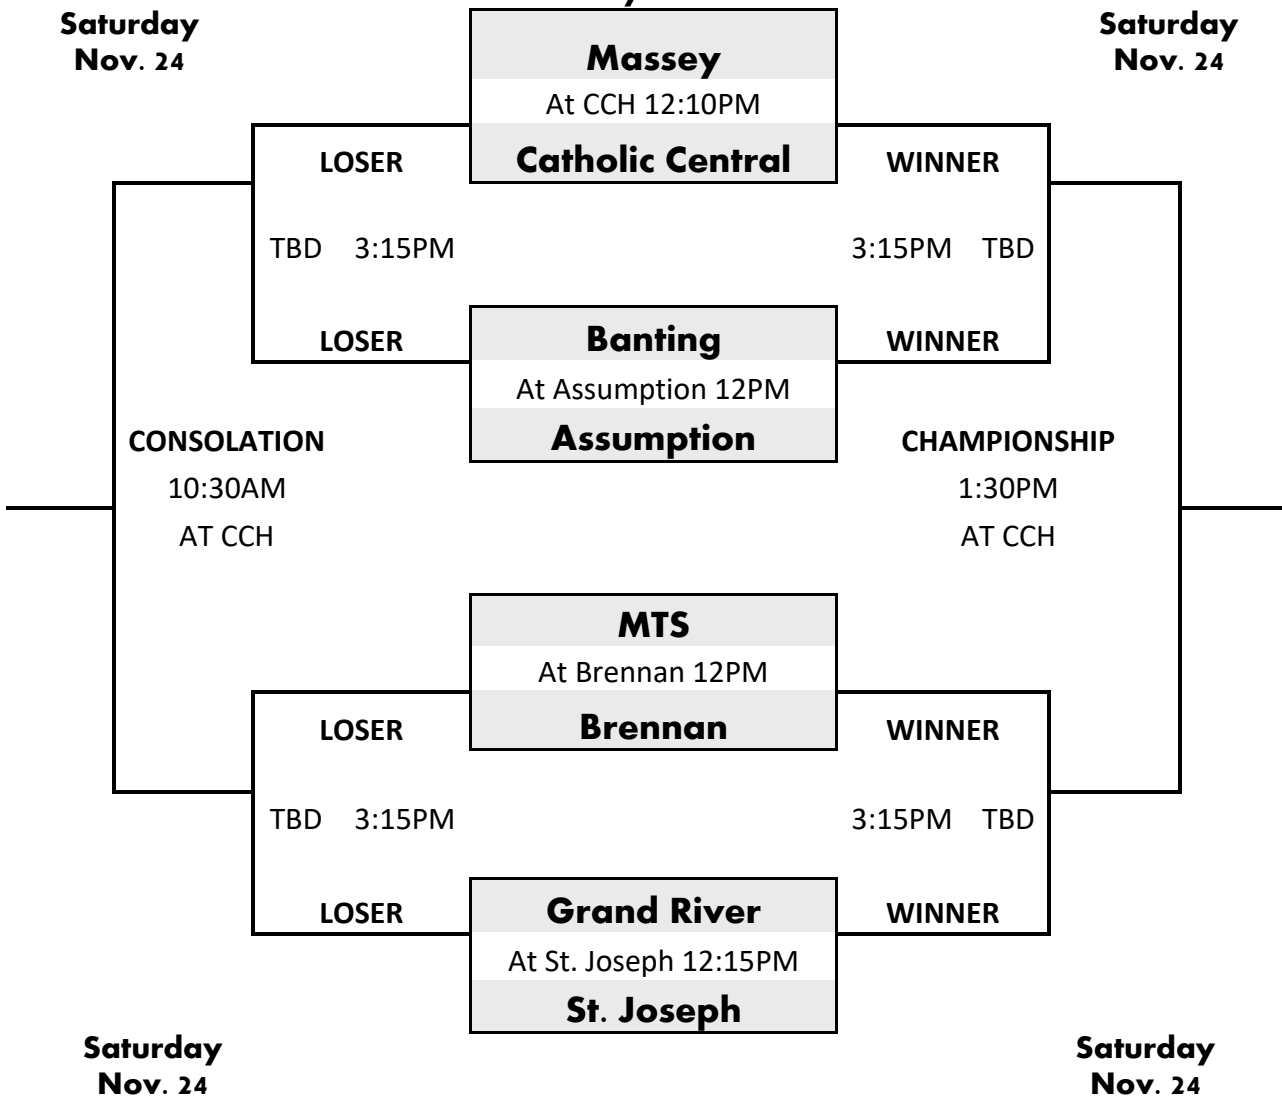 Saturday
Nov. 24
Saturday
Nov. 24
Massey
At CCH 12:10PM
Catholic Central
LOSER
WINNER
TBD 3:15PM
3:15PM TBD
LOSER
Banting
WINNER
At Assumption 12PM
Assumption
CONSOLATION
10:30AM
AT CCH
CHAMPIONSHIP
1:30PM
AT CCH
MTS
At Brennan 12PM
Brennan
LOSER
WINNER
TBD 3:15PM
3:15PM TBD
LOSER
Grand River
WINNER
At St. Joseph 12:15PM
St. Joseph
Saturday
Nov. 24
Saturday
Nov. 24